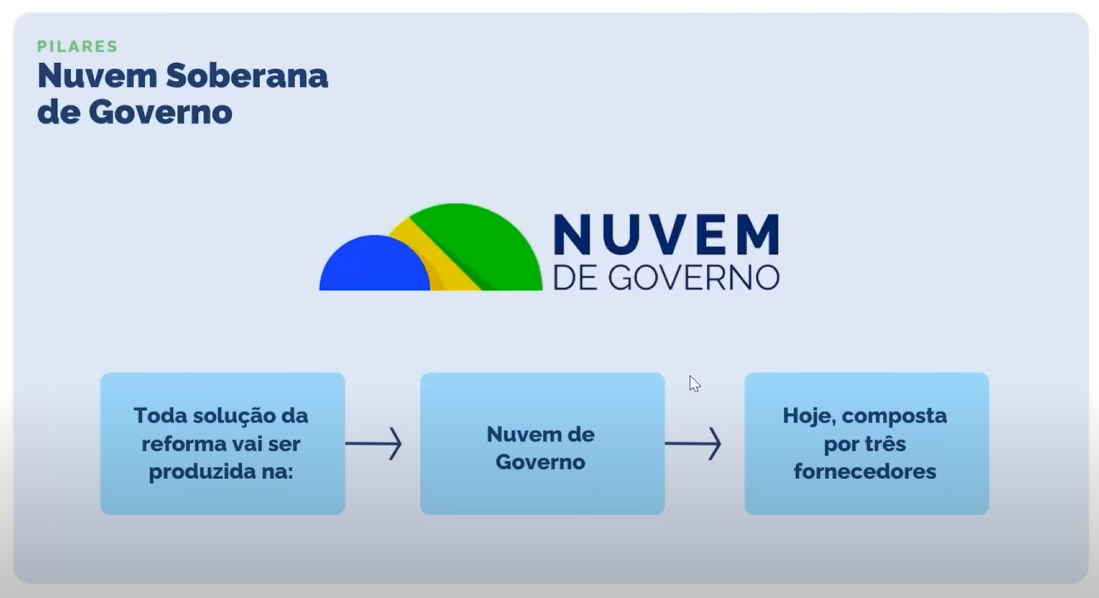 PILARES
Nuvem Soberana
de Governo
NUVEM
DE GOVERNO
Toda solução da
reforma vai ser
produzida na:
Nuvem de
Governo
Hoje, composta
por três
fornecedores